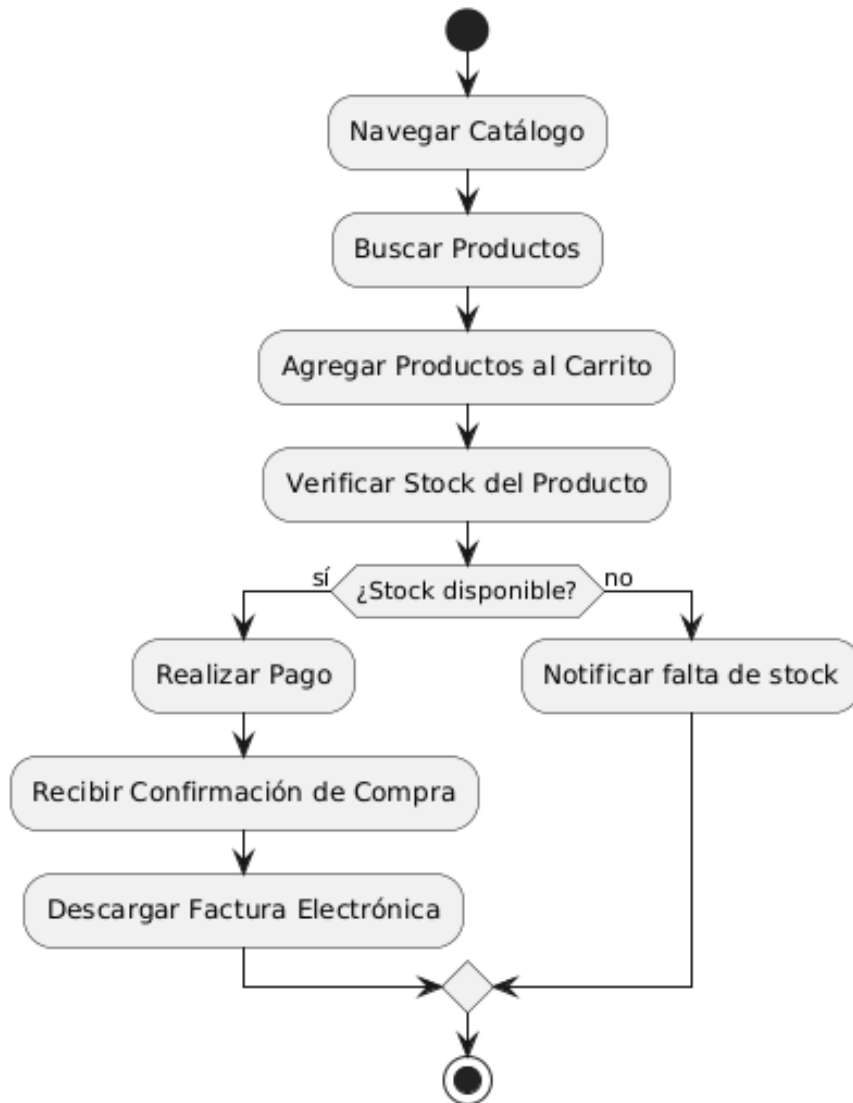 Navegar Catálogo
Buscar Productos
Agregar Productos al Carrito
Verificar Stock del Producto
sí
¿Stock disponible?
no
Realizar Pago
Notificar falta de stock
Recibir Confirmación de Compra
Descargar Factura Electrónica